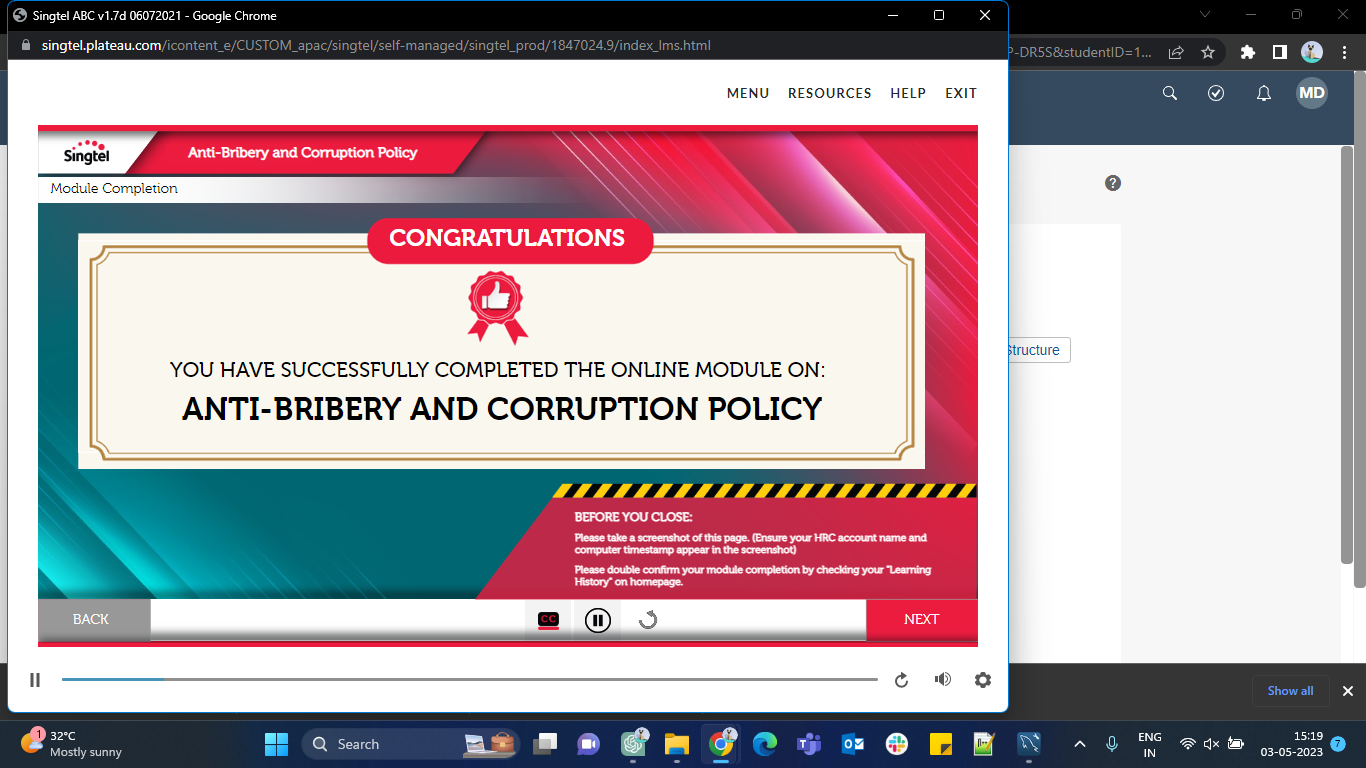 Singtel ABC v1.7d 06072021 - Google Chrome
singtel.plateau.com/icontent_e/CUSTOM_apac/singtel/self-managed/singtel_prod/1847024.9/index_lms.html
P-DR5S&studentID=1...
MENU RESOURCES HELP EXIT
MD
Singtel
Anti-Bribery and Corruption Policy
Module Completion
?
CONGRATULATIONS
YOU HAVE SUCCESSFULLY COMPLETED THE ONLINE MODULE ON:
ANTI-BRIBERY AND CORRUPTION POLICY
Structure
BEFORE YOU CLOSE:
Please take a screenshot of this page. (Ensure your HRC account name and
computer timestamp appear in the screenshot)
Please double confirm your module completion by checking your "Learning
History" on homepage.
BACK
CC
NEXT
Show all
1
32°C
Mostly sunny
Search
ENG
IN
15:19
03-05-2023
7